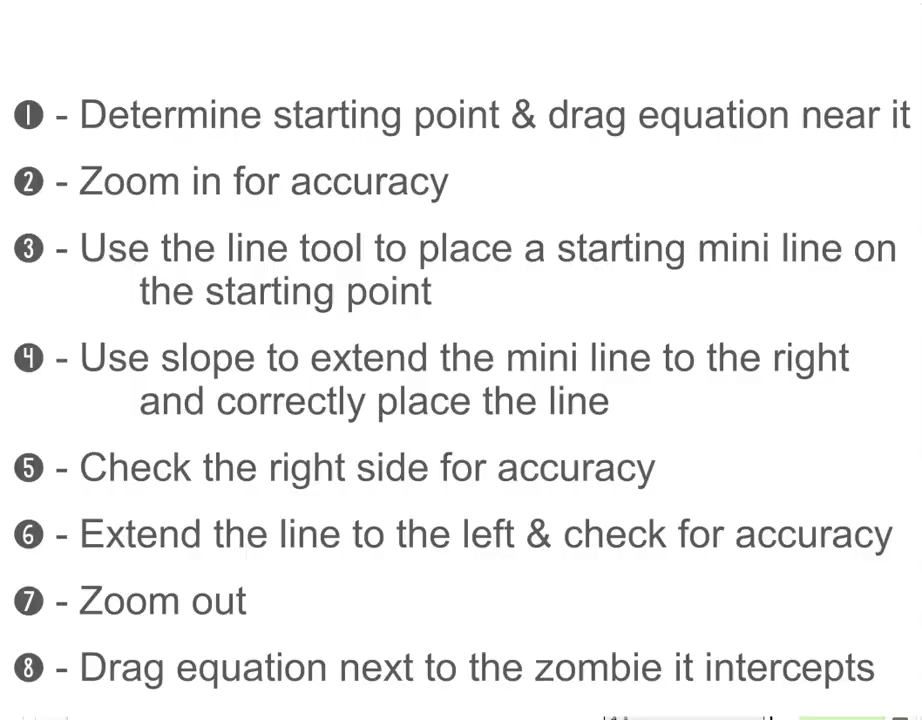 ❶ - Determine starting point & drag equation near it
❷ - Zoom in for accuracy
❸ - Use the line tool to place a starting mini line on
the starting point
❹ - Use slope to extend the mini line to the right
and correctly place the line
❺ - Check the right side for accuracy
❻ - Extend the line to the left & check for accuracy
❼ - Zoom out
❽ - Drag equation next to the zombie it intercepts